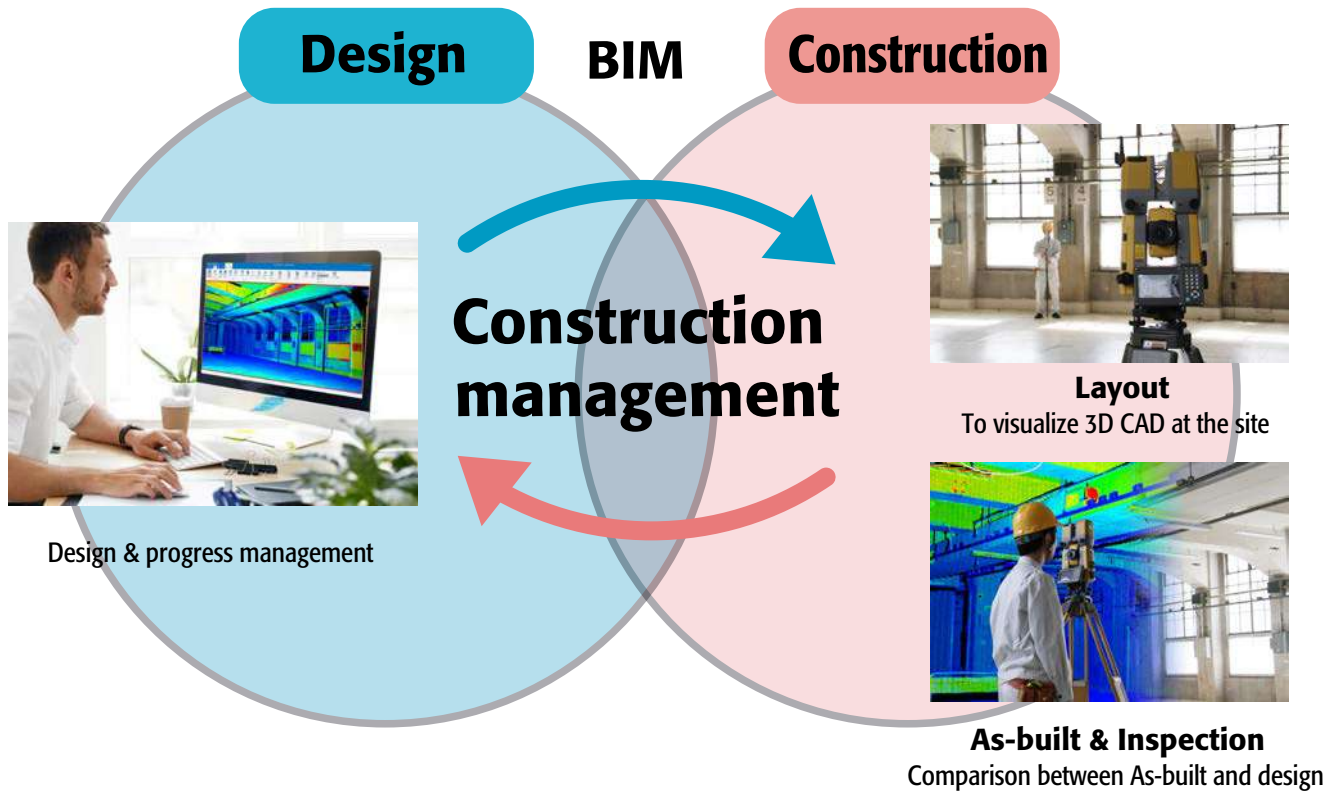 Design
BIM
Construction
Construction
management
Layout
To visualize 3D CAD at the site
Design & progress management
As-built & Inspection
Comparison between As-built and design